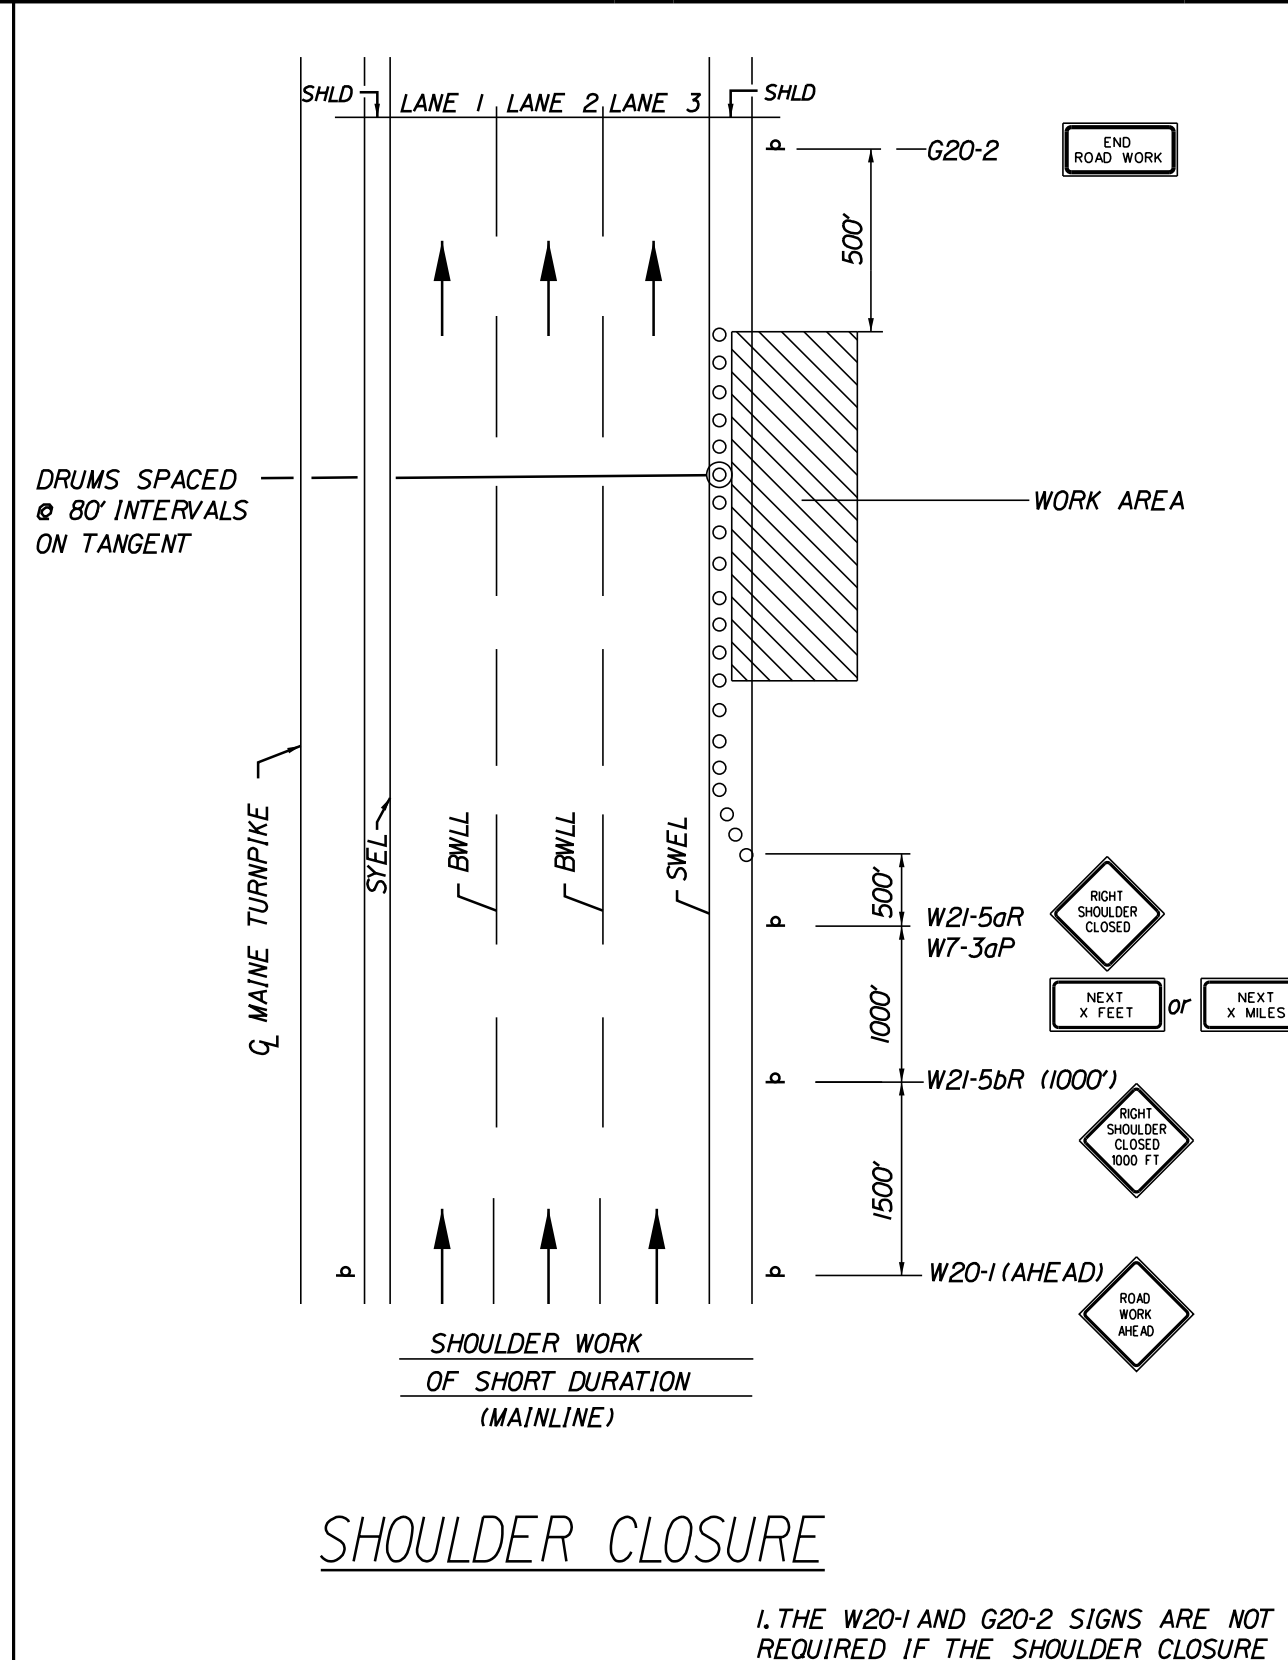 SHLD
LANE 1 LANE 2 LANE 3
SHLD
G20-2
END
ROAD WORK
500'
DRUMS SPACED
@ 80' INTERVALS
ON TANGENT
WORK AREA
℄ MAINE TURNPIKE
SYEL
BWLL
BWLL
SWEL
500'
W21-5aR
W7-3aP
RIGHT
SHOULDER
CLOSED
NEXT
X FEET
or
NEXT
X MILES
1000'
W21-5bR (1000')
RIGHT
SHOULDER
CLOSED
1000 FT
1500'
W20-1 (AHEAD)
ROAD
WORK
AHEAD
SHOULDER WORK
OF SHORT DURATION
(MAINLINE)
SHOULDER CLOSURE
1. THE W20-1 AND G20-2 SIGNS ARE NOT
REQUIRED IF THE SHOULDER CLOSURE